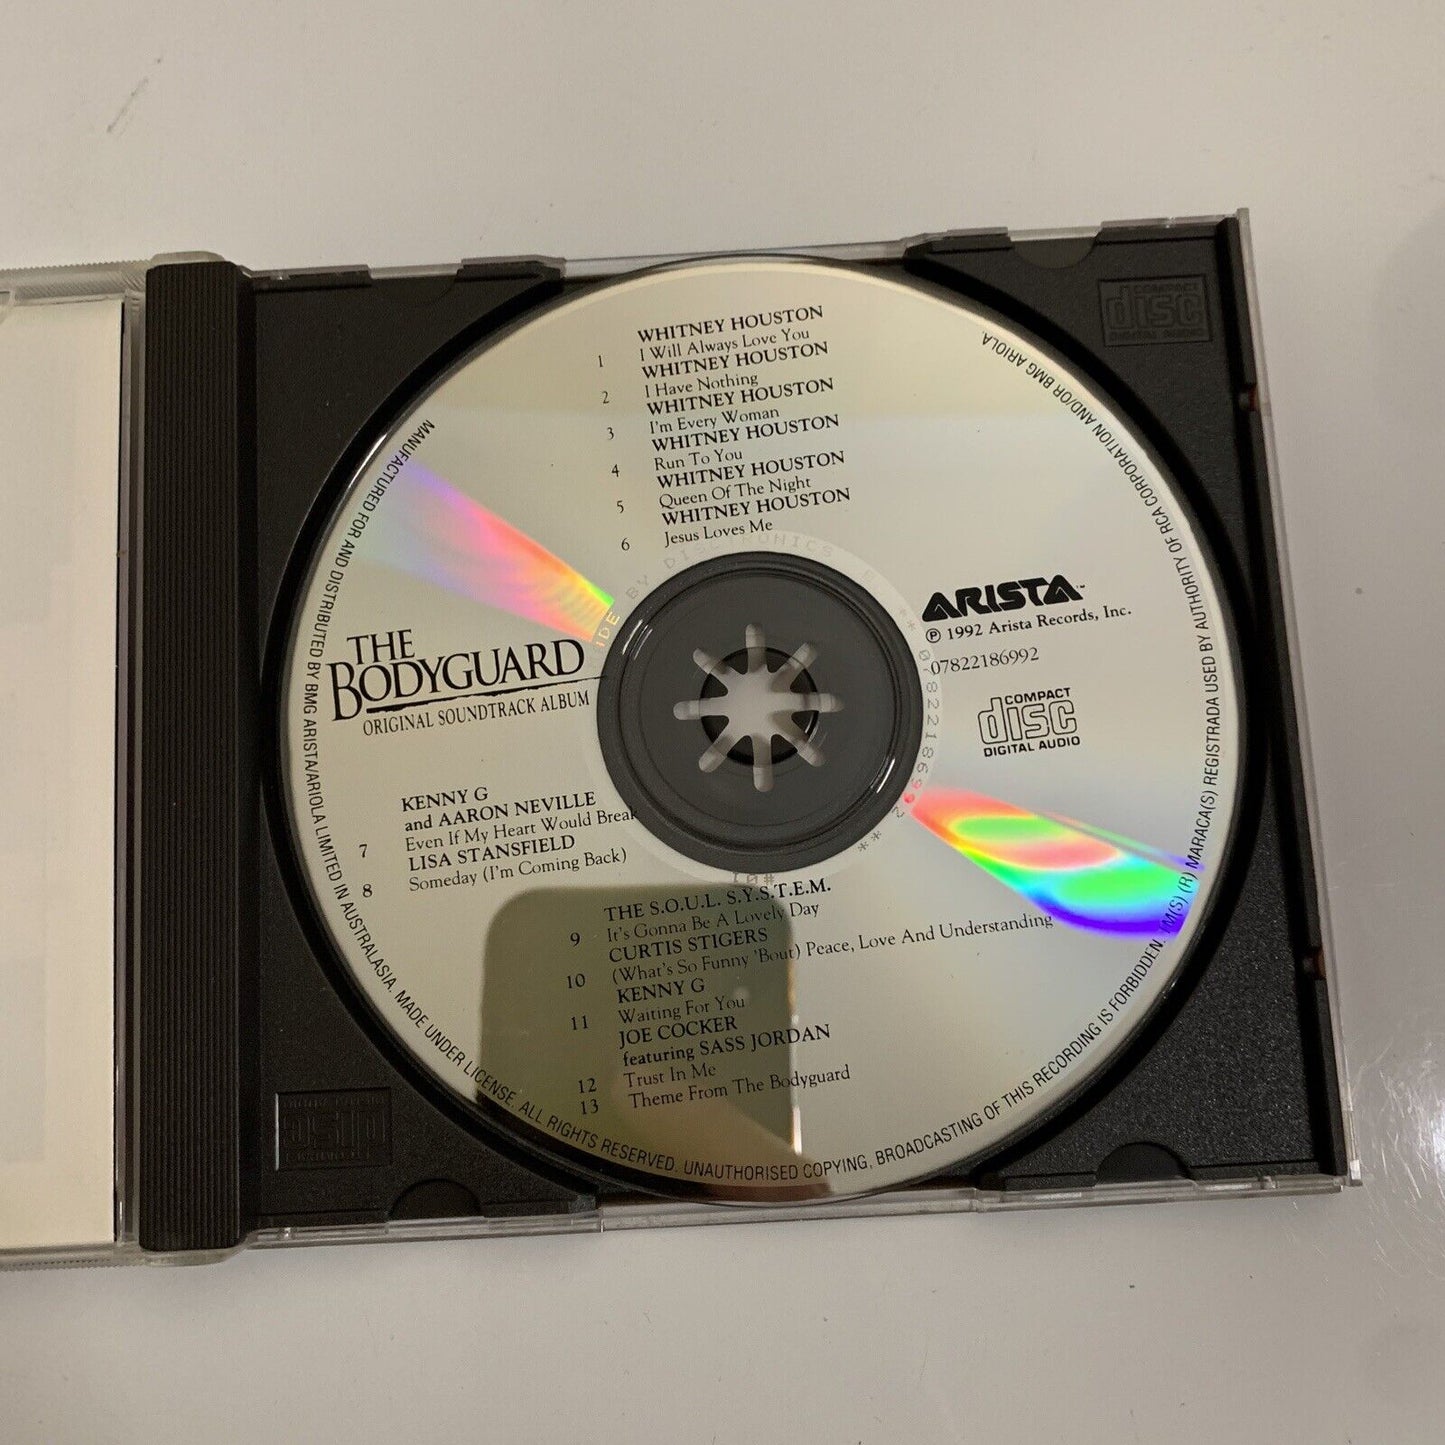 WHITNEY HOUSTON
1 I Will Always Love You
WHITNEY HOUSTON
2 I Have Nothing
WHITNEY HOUSTON
3 I'm Every Woman
WHITNEY HOUSTON
4 Run To You
WHITNEY HOUSTON
5 Queen Of The Night
WHITNEY HOUSTON
6 Jesus Loves Me
THE
BODYGUARD
ORIGINAL SOUNDTRACK ALBUM
ARISTA™
℗ 1992 Arista Records, Inc.
07822186992
COMPACT
disc
DIGITAL AUDIO
KENNY G
and AARON NEVILLE
7 Even If My Heart Would Break
LISA STANSFIELD
8 Someday (I'm Coming Back)
THE S.O.U.L. S.Y.S.T.E.M.
9 It's Gonna Be A Lovely Day
CURTIS STIGERS
10 (What's So Funny 'Bout) Peace, Love And Understanding
KENNY G
11 Waiting For You
JOE COCKER
featuring SASS JORDAN
12 Trust In Me
13 Theme From The Bodyguard
MANUFACTURED FOR AND DISTRIBUTED BY BMG ARISTA/ARIOLA LIMITED IN AUSTRALASIA. MADE UNDER LICENSE. ALL RIGHTS RESERVED. UNAUTHORISED COPYING, BROADCASTING OF THIS RECORDING IS FORBIDDEN. TM(S) (R) MARACA(S) REGISTRADA USED BY AUTHORITY OF RCA CORPORATION AND/OR BMG ARIOLA.
COMPACT
disc
DIGITAL AUDIO